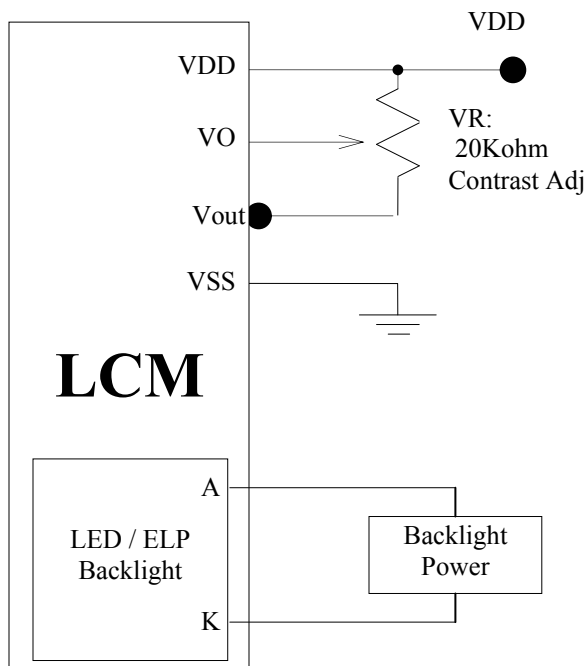 VDD
VDD
VO
VR:
20Kohm
Contrast Adj
Vout
VSS
LCM
A
LED / ELP
Backlight
Backlight
Power
K